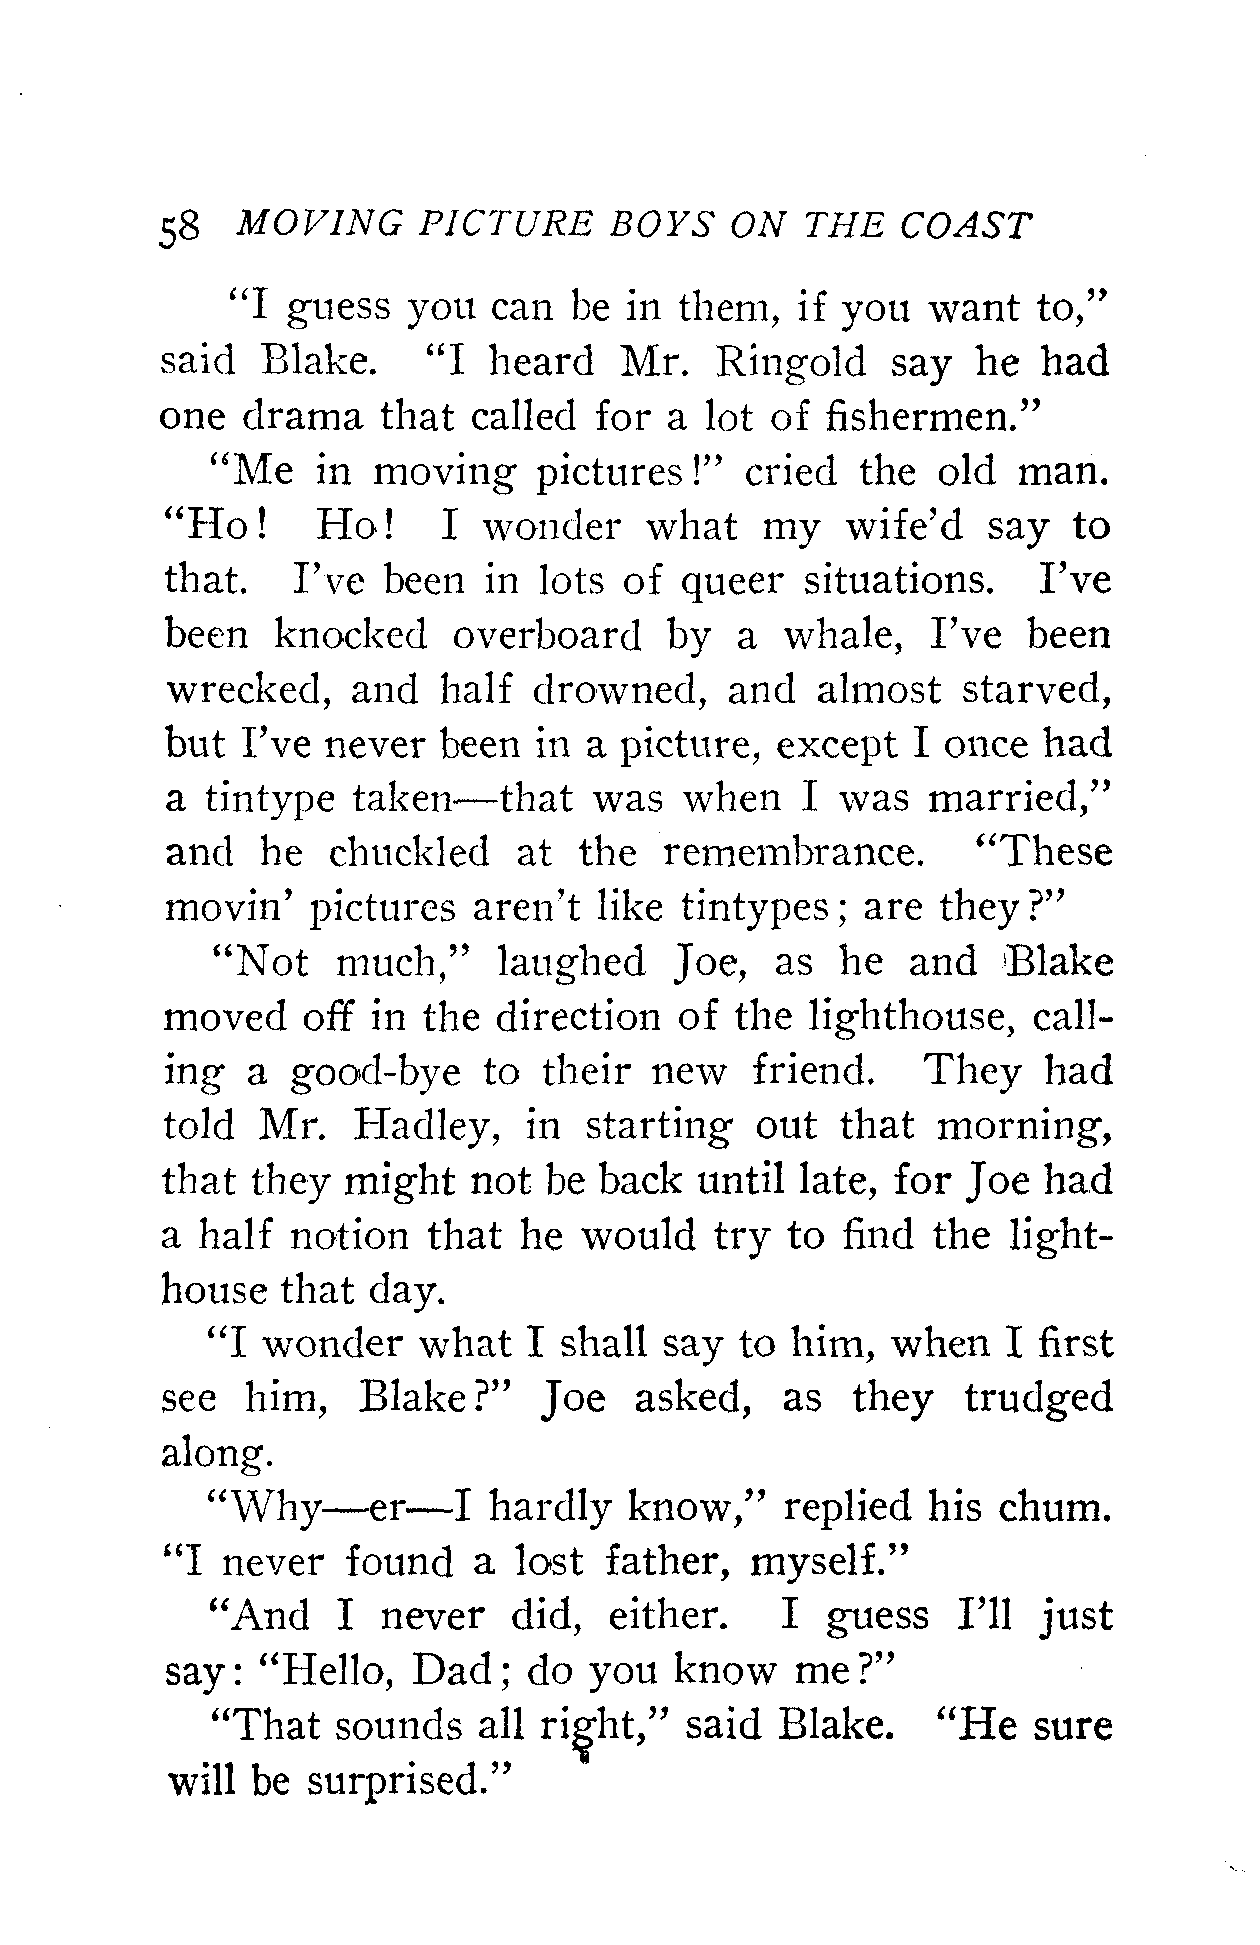 58 MOVING PICTURE BOYS ON THE COAST
“I guess you can be in them, if you want to,”
said Blake. “I heard Mr. Ringold say he had
one drama that called for a lot of fishermen.”
“Me in moving pictures!” cried the old man.
“Ho! Ho! I wonder what my wife’d say to
that. I’ve been in lots of queer situations. I’ve
been knocked overboard by a whale, I’ve been
wrecked, and half drowned, and almost starved,
but I’ve never been in a picture, except I once had
a tintype taken—that was when I was married,”
and he chuckled at the remembrance. “These
movin’ pictures aren’t like tintypes; are they?”
“Not much,” laughed Joe, as he and Blake
moved off in the direction of the lighthouse, call-
ing a good-bye to their new friend. They had
told Mr. Hadley, in starting out that morning,
that they might not be back until late, for Joe had
a half notion that he would try to find the light-
house that day.
“I wonder what I shall say to him, when I first
see him, Blake?” Joe asked, as they trudged
along.
“Why—er—I hardly know,” replied his chum.
“I never found a lost father, myself.”
“And I never did, either. I guess I’ll just
say: “Hello, Dad; do you know me?”
“That sounds all right,” said Blake. “He sure
will be surprised.”